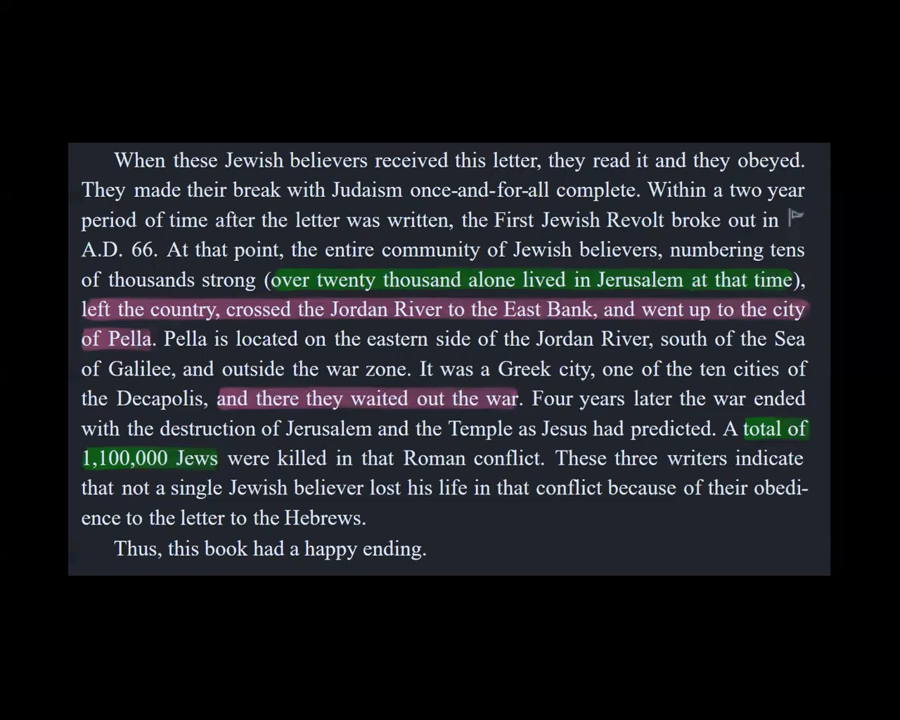 When these Jewish believers received this letter, they read it and they obeyed.
They made their break with Judaism once-and-for-all complete. Within a two year
period of time after the letter was written, the First Jewish Revolt broke out in
A.D. 66. At that point, the entire community of Jewish believers, numbering tens
of thousands strong (over twenty thousand alone lived in Jerusalem at that time),
left the country, crossed the Jordan River to the East Bank, and went up to the city
of Pella. Pella is located on the eastern side of the Jordan River, south of the Sea
of Galilee, and outside the war zone. It was a Greek city, one of the ten cities of
the Decapolis, and there they waited out the war. Four years later the war ended
with the destruction of Jerusalem and the Temple as Jesus had predicted. A total of
1,100,000 Jews were killed in that Roman conflict. These three writers indicate
that not a single Jewish believer lost his life in that conflict because of their obedi-
ence to the letter to the Hebrews.
Thus, this book had a happy ending.